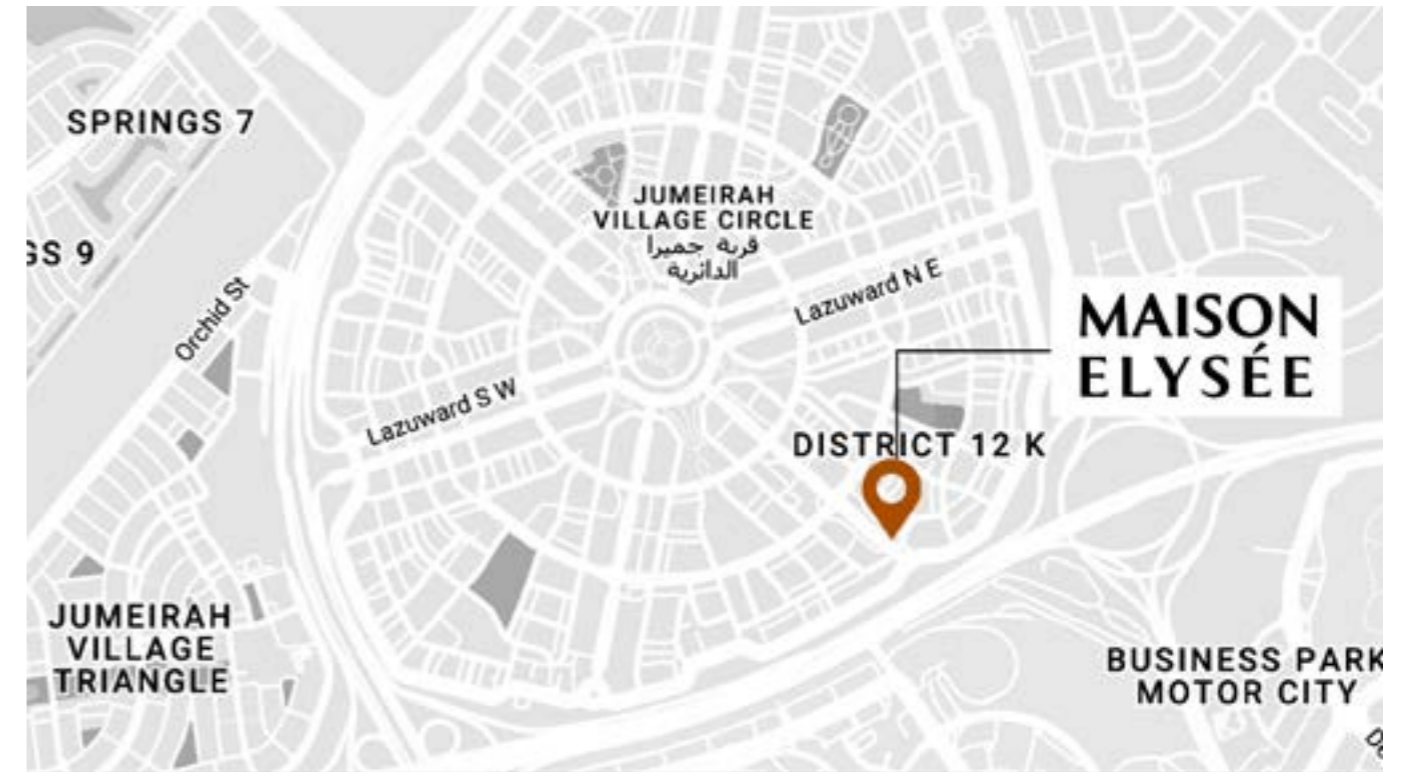 SPRINGS 7
GS 9
Orchid St
JUMEIRAH
VILLAGE CIRCLE
قرية جميرا
الدائرية
Lazuward N E
MAISON
ELYSÉE
Lazuward S W
DISTRICT 12 K
JUMEIRAH
VILLAGE
TRIANGLE
BUSINESS PARK
MOTOR CITY